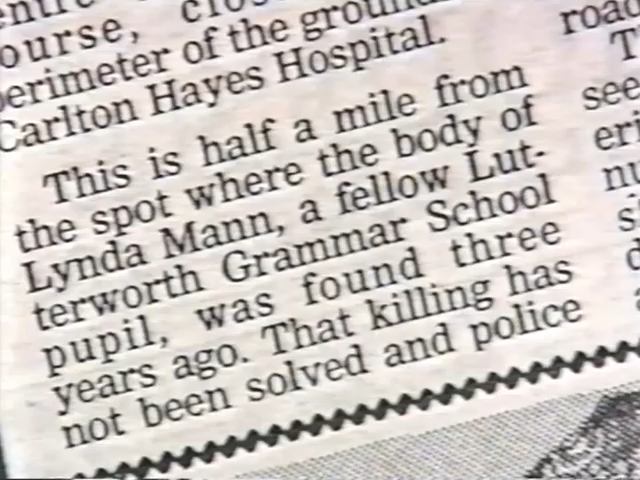 ourse,
perimeter of the ground
Carlton Hayes Hospital.
This is half a mile from
the spot where the body of
Lynda Mann, a fellow Lut-
terworth Grammar School
pupil, was found three
years ago. That killing has
not been solved and police
road
T
see
eri
nu
si